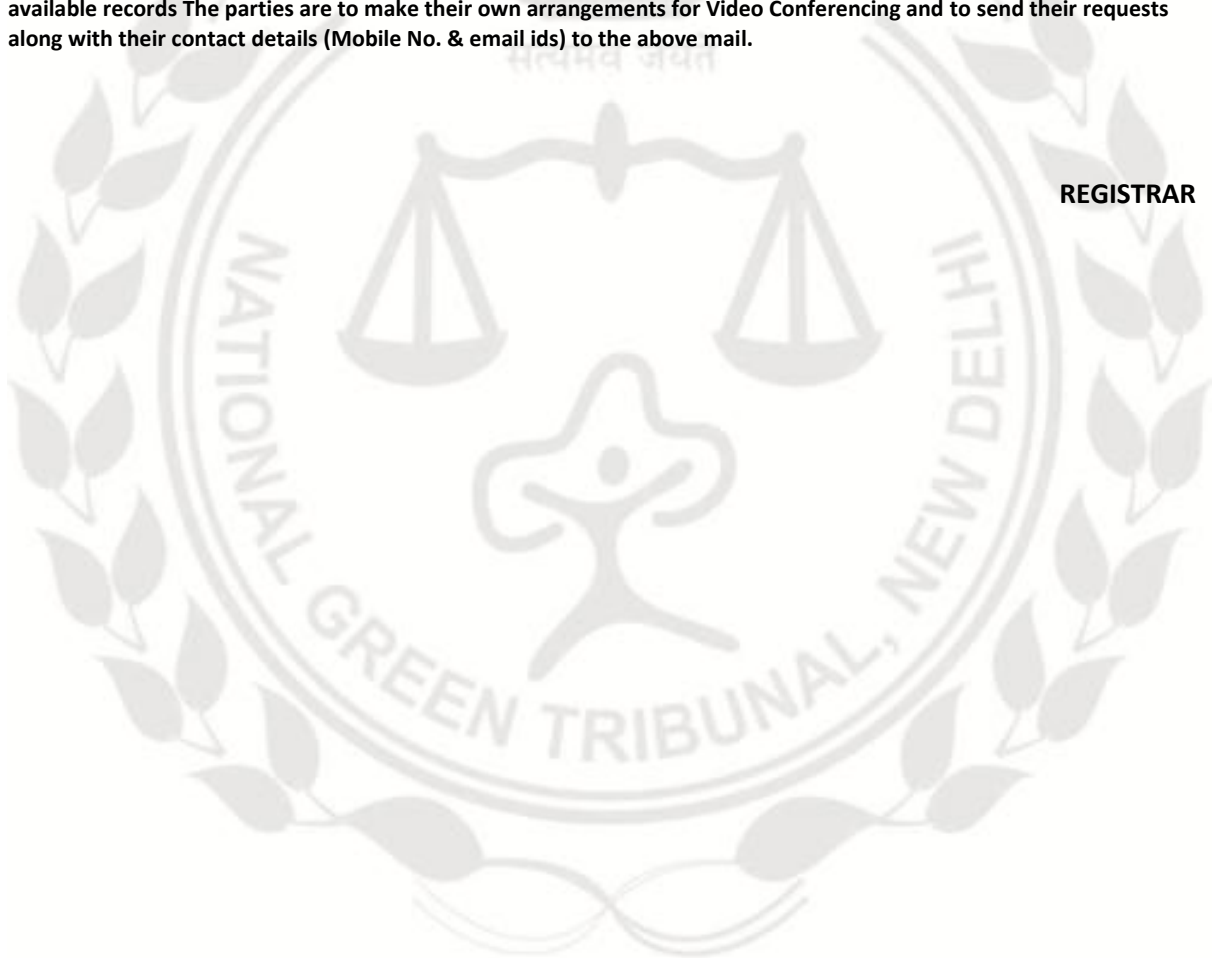 available records The parties are to make their own arrangements for Video Conferencing and to send their requests
along with their contact details (Mobile No. & email ids) to the above mail.
सत्यमेव जयते
REGISTRAR
NATIONAL GREEN TRIBUNAL, NEW DELHI